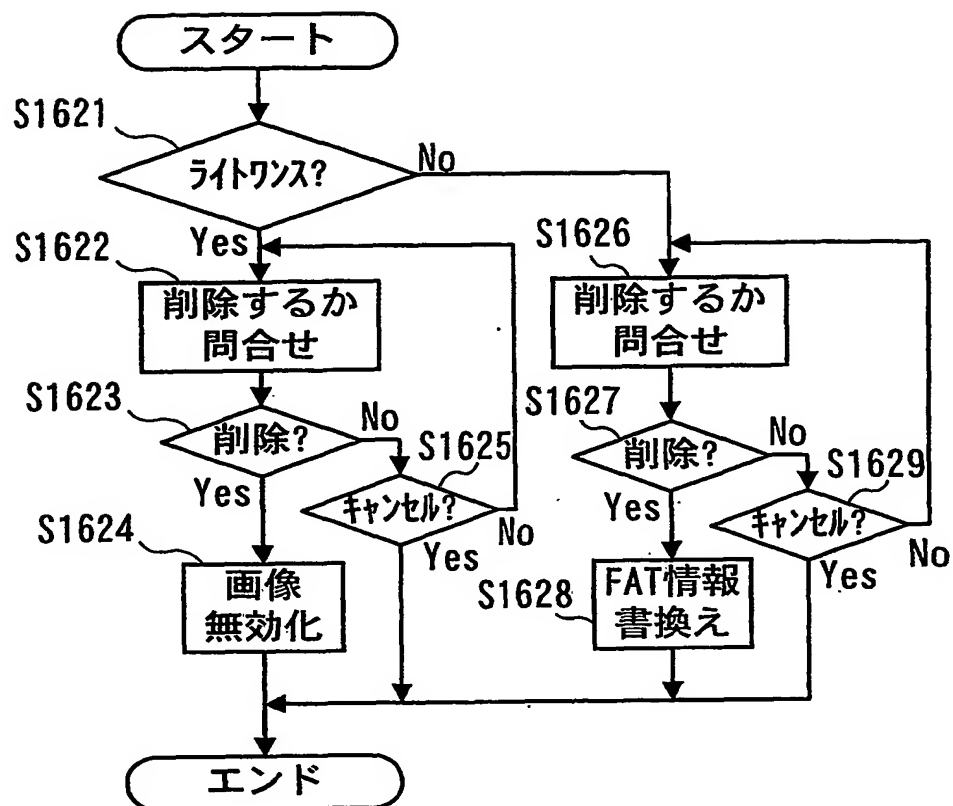 スタート
S1621
ライトワンス?
No
Yes
S1622
削除するか
問合せ
S1623
削除?
No
Yes
S1625
キャンセル?
No
Yes
S1624
画像
無効化
S1626
削除するか
問合せ
S1627
削除?
No
Yes
S1629
キャンセル?
No
Yes
S1628
FAT情報
書換え
エンド